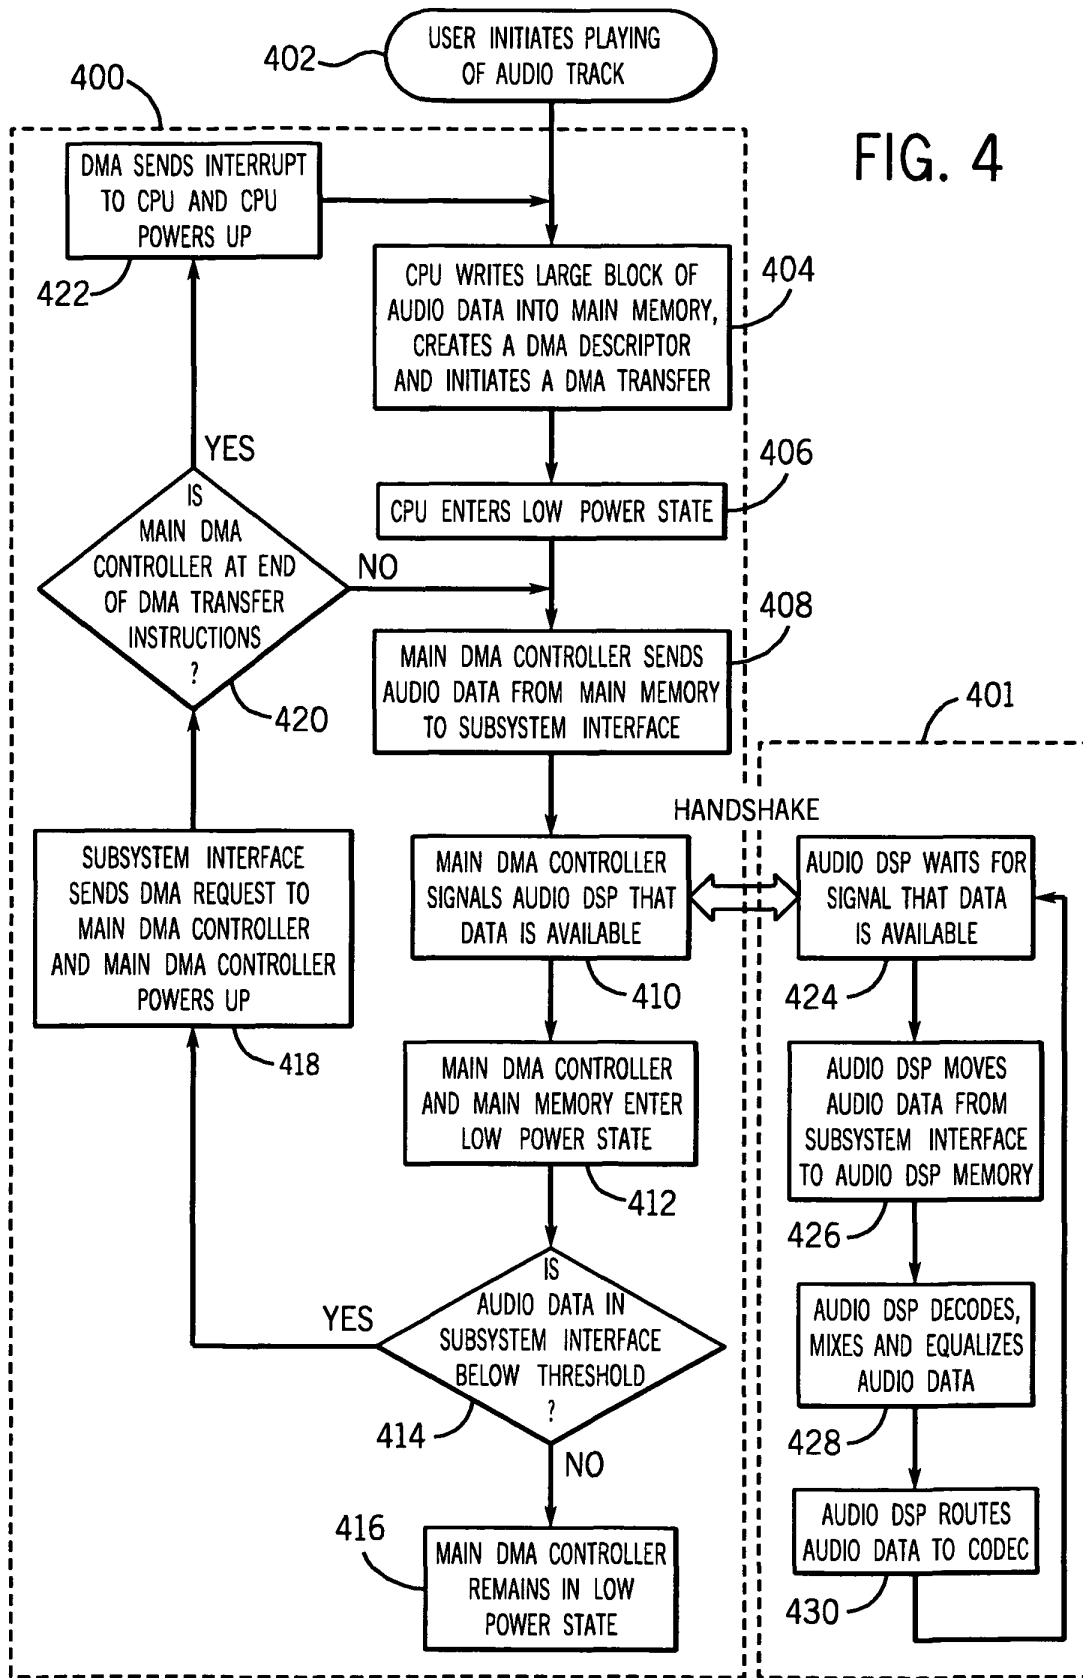 402
USER INITIATES PLAYING
OF AUDIO TRACK
400
FIG. 4
DMA SENDS INTERRUPT
TO CPU AND CPU
POWERS UP
422
CPU WRITES LARGE BLOCK OF
AUDIO DATA INTO MAIN MEMORY,
CREATES A DMA DESCRIPTOR
AND INITIATES A DMA TRANSFER
404
YES
406
CPU ENTERS LOW POWER STATE
IS
MAIN DMA
CONTROLLER AT END
OF DMA TRANSFER
INSTRUCTIONS
?
NO
420
408
MAIN DMA CONTROLLER SENDS
AUDIO DATA FROM MAIN MEMORY
TO SUBSYSTEM INTERFACE
401
HANDSHAKE
SUBSYSTEM INTERFACE
SENDS DMA REQUEST TO
MAIN DMA CONTROLLER
AND MAIN DMA CONTROLLER
POWERS UP
418
MAIN DMA CONTROLLER
SIGNALS AUDIO DSP THAT
DATA IS AVAILABLE
410
AUDIO DSP WAITS FOR
SIGNAL THAT DATA
IS AVAILABLE
424
MAIN DMA CONTROLLER
AND MAIN MEMORY ENTER
LOW POWER STATE
412
AUDIO DSP MOVES
AUDIO DATA FROM
SUBSYSTEM INTERFACE
TO AUDIO DSP MEMORY
426
YES
IS
AUDIO DATA IN
SUBSYSTEM INTERFACE
BELOW THRESHOLD
?
414
NO
AUDIO DSP DECODES,
MIXES AND EQUALIZES
AUDIO DATA
428
416
MAIN DMA CONTROLLER
REMAINS IN LOW
POWER STATE
AUDIO DSP ROUTES
AUDIO DATA TO CODEC
430